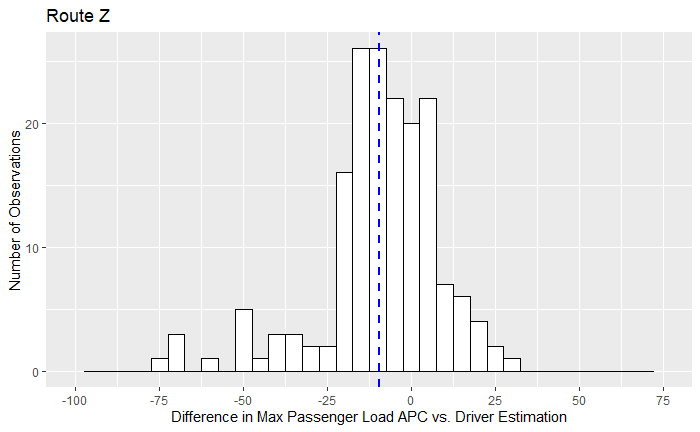 Route Z
Number of Observations
20
10
0
-100 -75 -50 -25 0 25 50 75
Difference in Max Passenger Load APC vs. Driver Estimation